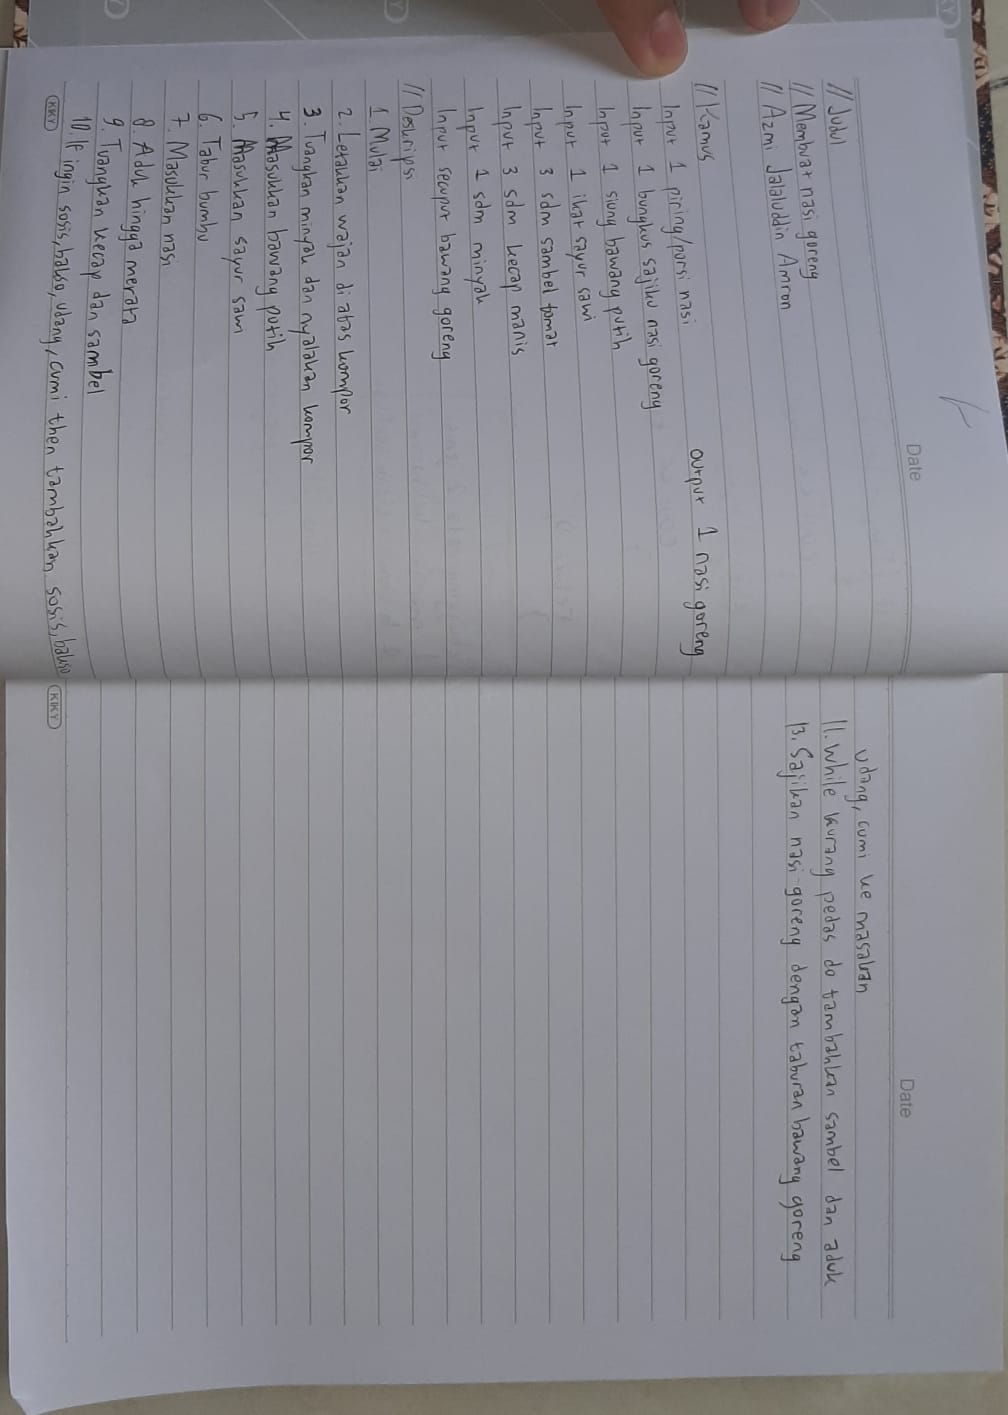 Date
// Judul
// Membuat nasi goreng
// Azmi Jalaluddin Amron
// Kamus
Input 1 piring/porsi nasi
Output 1 nasi goreng
Input 1 bungkus sajiku nasi goreng
Input 1 siung bawang putih
Input 1 ikat sayur sawi
Input 3 sdm sambel tomat
Input 3 sdm kecap manis
Input 1 sdm minyak
Input secuput bawang goreng
// Deskripsi
1. Mulai
2. Letakkan wajan di atas kompor
3. Tuangkan minyak dan nyalakan kompor
4. Masukkan bawang putih
5. Masukkan sayur sawi
6. Tabur bumbu
7. Masukkan nasi
8. Aduk hingga merata
9. Tuangkan kecap dan sambel
10. If ingin sosis, bakso, udang, cumi then tambahkan sosis, bakso
KIKY
Date
udang, cumi ke masakan
11. While kurang pedas do tambahkan sambel dan aduk
13. Sajikan nasi goreng dengan taburan bawang goreng
KIKY